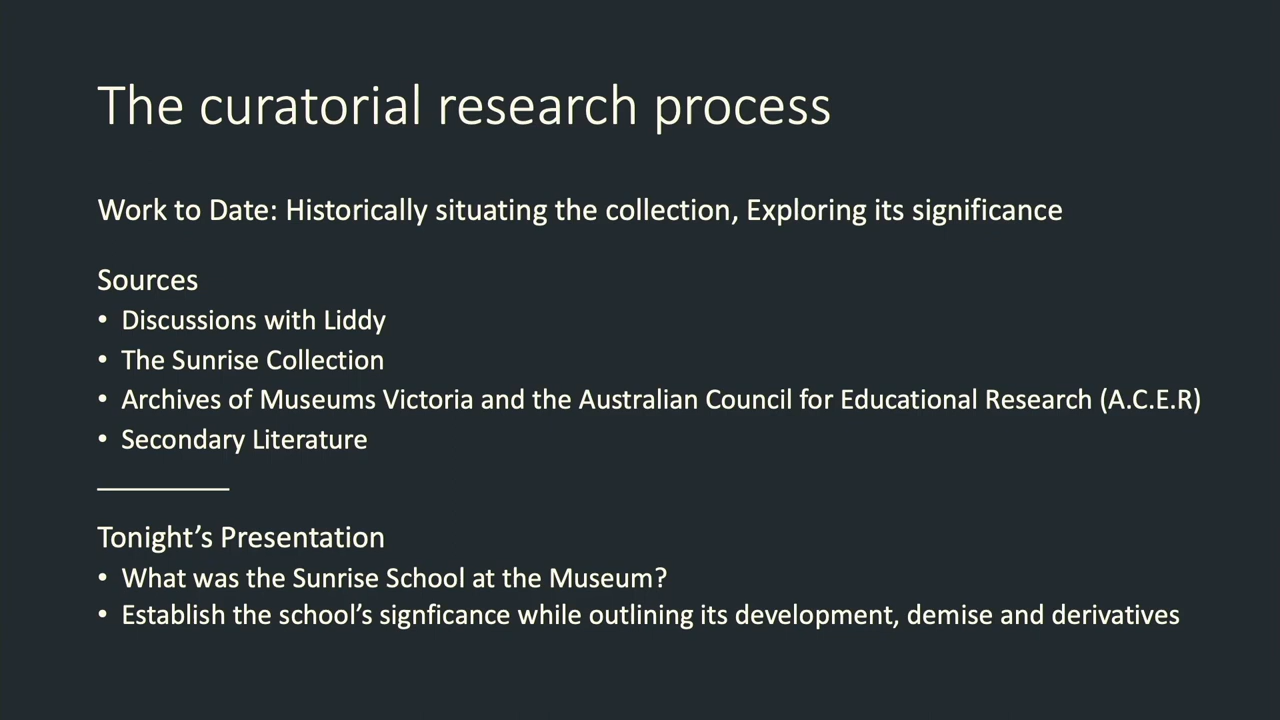 The curatorial research process
Work to Date: Historically situating the collection, Exploring its significance
Sources
• Discussions with Liddy
• The Sunrise Collection
• Archives of Museums Victoria and the Australian Council for Educational Research (A.C.E.R)
• Secondary Literature
Tonight’s Presentation
• What was the Sunrise School at the Museum?
• Establish the school’s signficance while outlining its development, demise and derivatives